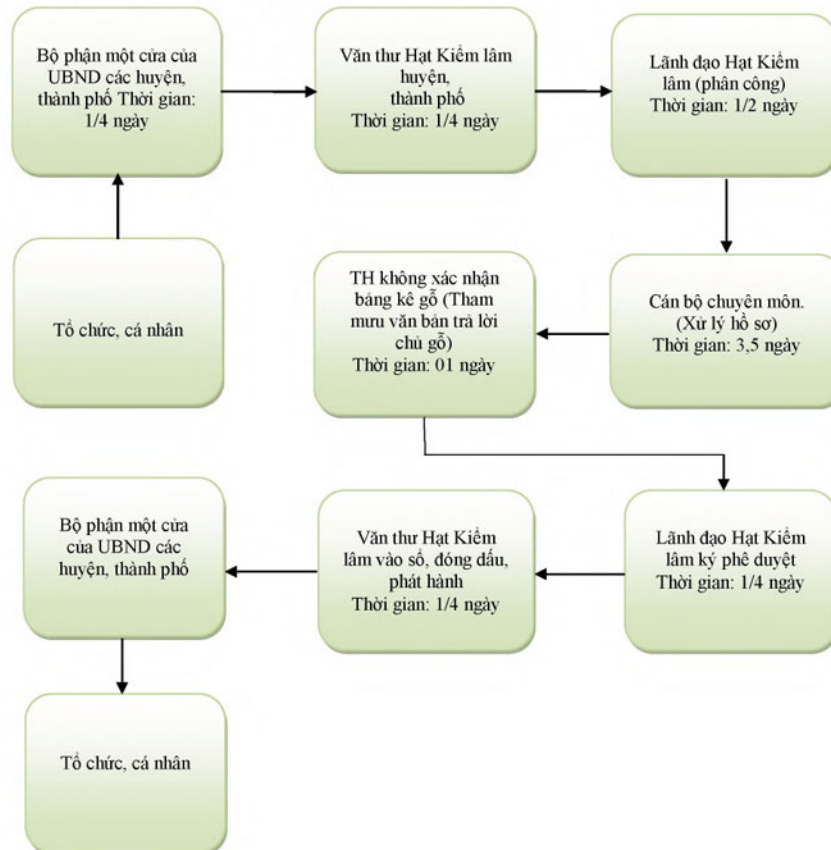 Bộ phận một cửa của
UBND các huyện,
thành phố Thời gian:
1/4 ngày
Văn thư Hạt Kiểm lâm
huyện,
thành phố
Thời gian: 1/4 ngày
Lãnh đạo Hạt Kiểm
lâm (phân công)
Thời gian: 1/2 ngày
Tổ chức, cá nhân
TH không xác nhận
bảng kê gỗ (Tham
mưu văn bản trả lời
chủ gỗ)
Thời gian: 01 ngày
Cán bộ chuyên môn.
(Xử lý hồ sơ)
Thời gian: 3,5 ngày
Bộ phận một cửa
của UBND các
huyện, thành phố
Văn thư Hạt Kiểm
lâm vào sổ, đóng dấu,
phát hành
Thời gian: 1/4 ngày
Lãnh đạo Hạt Kiểm
lâm ký phê duyệt
Thời gian: 1/4 ngày
Tổ chức, cá nhân